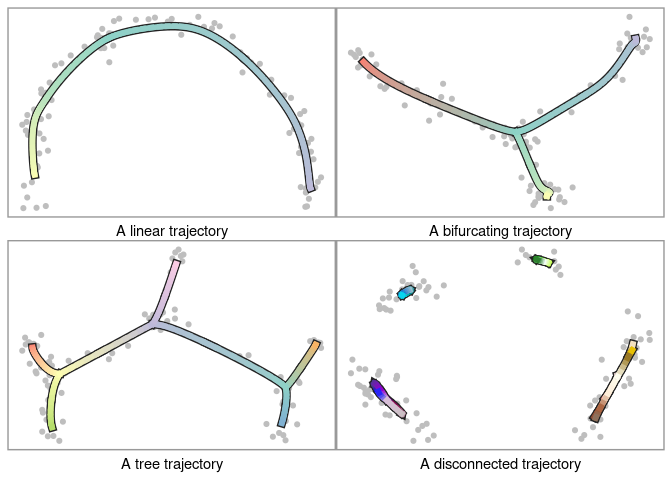 A linear trajectory
A bifurcating trajectory
A tree trajectory
A disconnected trajectory